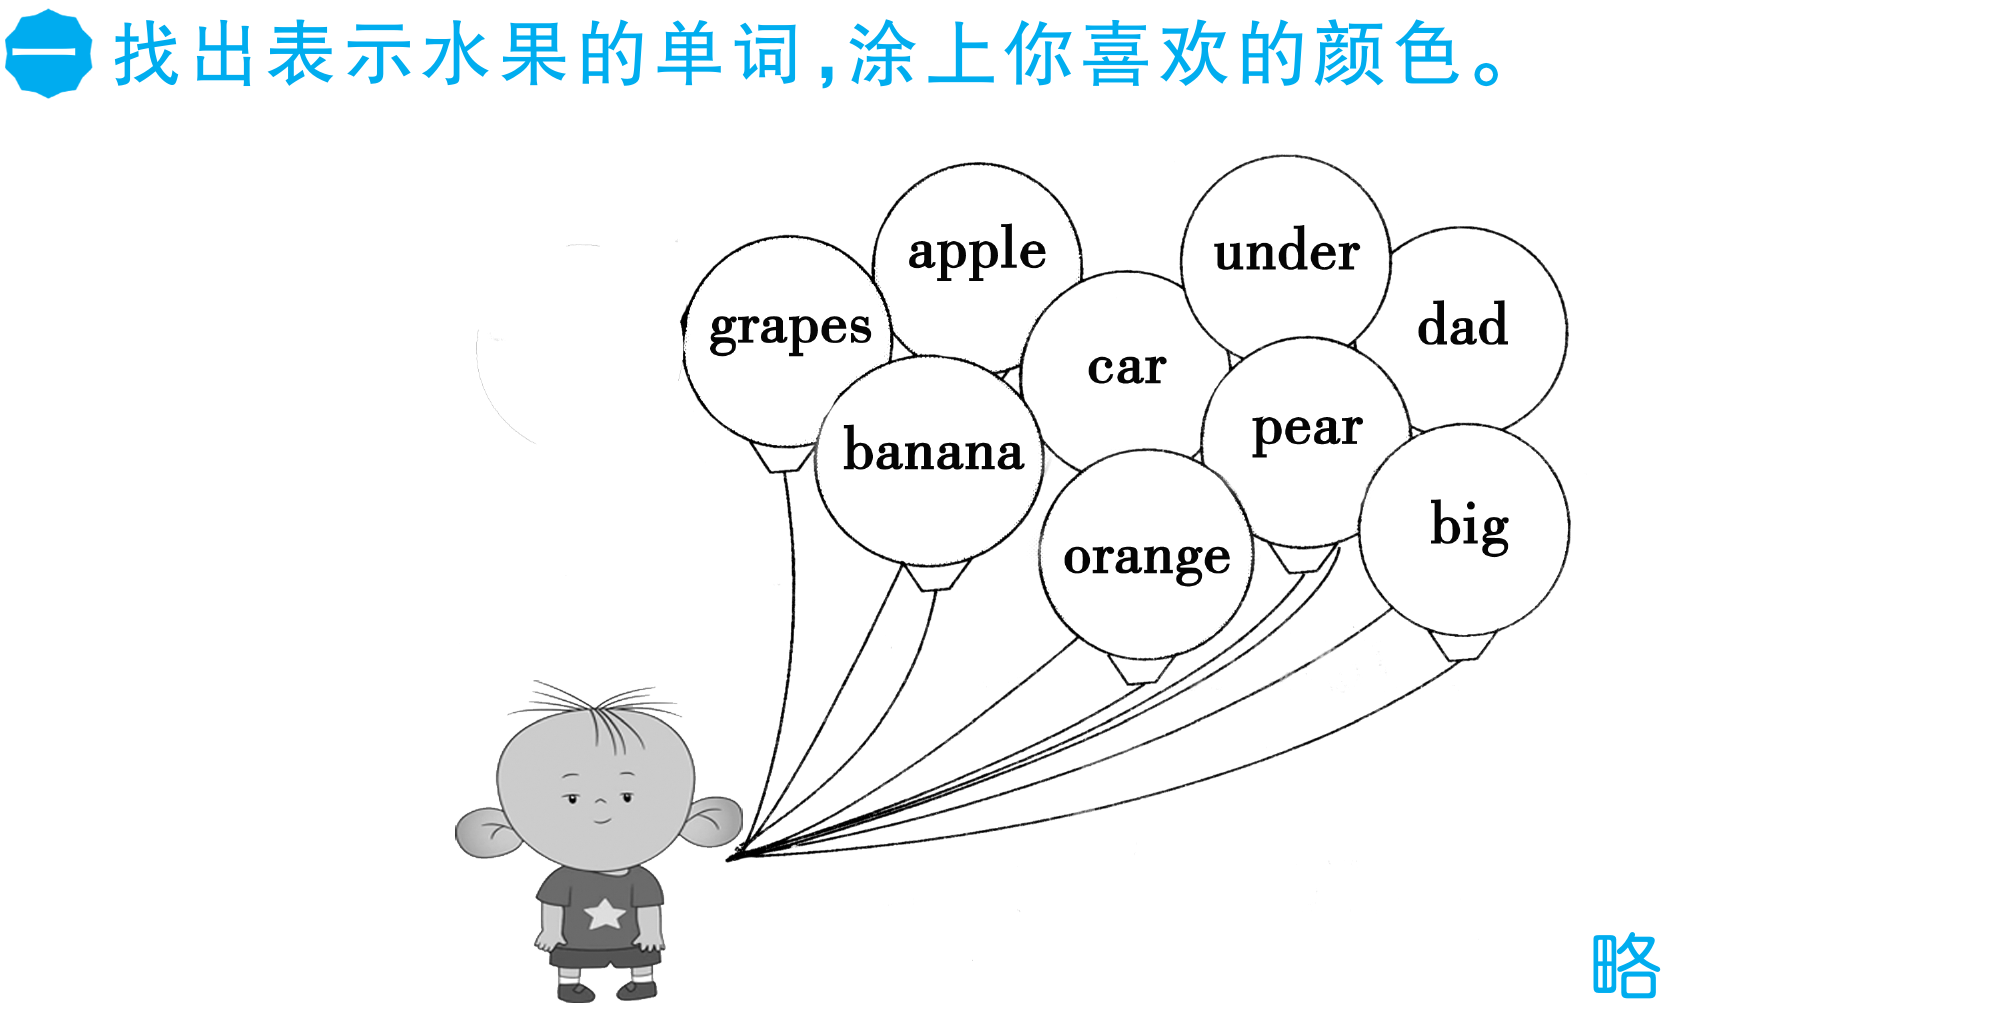 一 找出表示水果的单词,涂上你喜欢的颜色。
apple
under
grapes
dad
car
pear
banana
big
orange
略